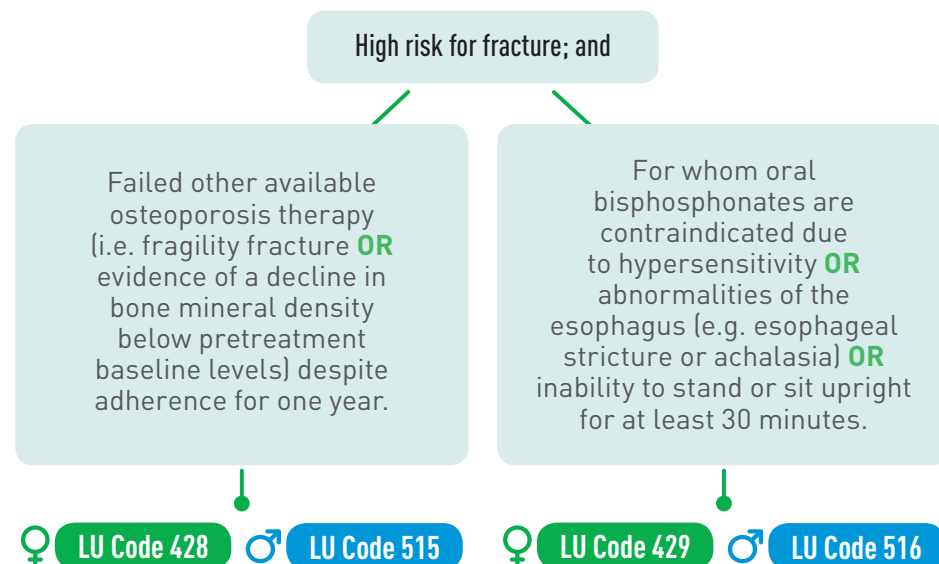 High risk for fracture; and
Failed other available
osteoporosis therapy
(i.e. fragility fracture OR
evidence of a decline in
bone mineral density
below pretreatment
baseline levels) despite
adherence for one year.
For whom oral
bisphosphonates are
contraindicated due
to hypersensitivity OR
abnormalities of the
esophagus (e.g. esophageal
stricture or achalasia) OR
inability to stand or sit upright
for at least 30 minutes.
LU Code 428
LU Code 515
LU Code 429
LU Code 516